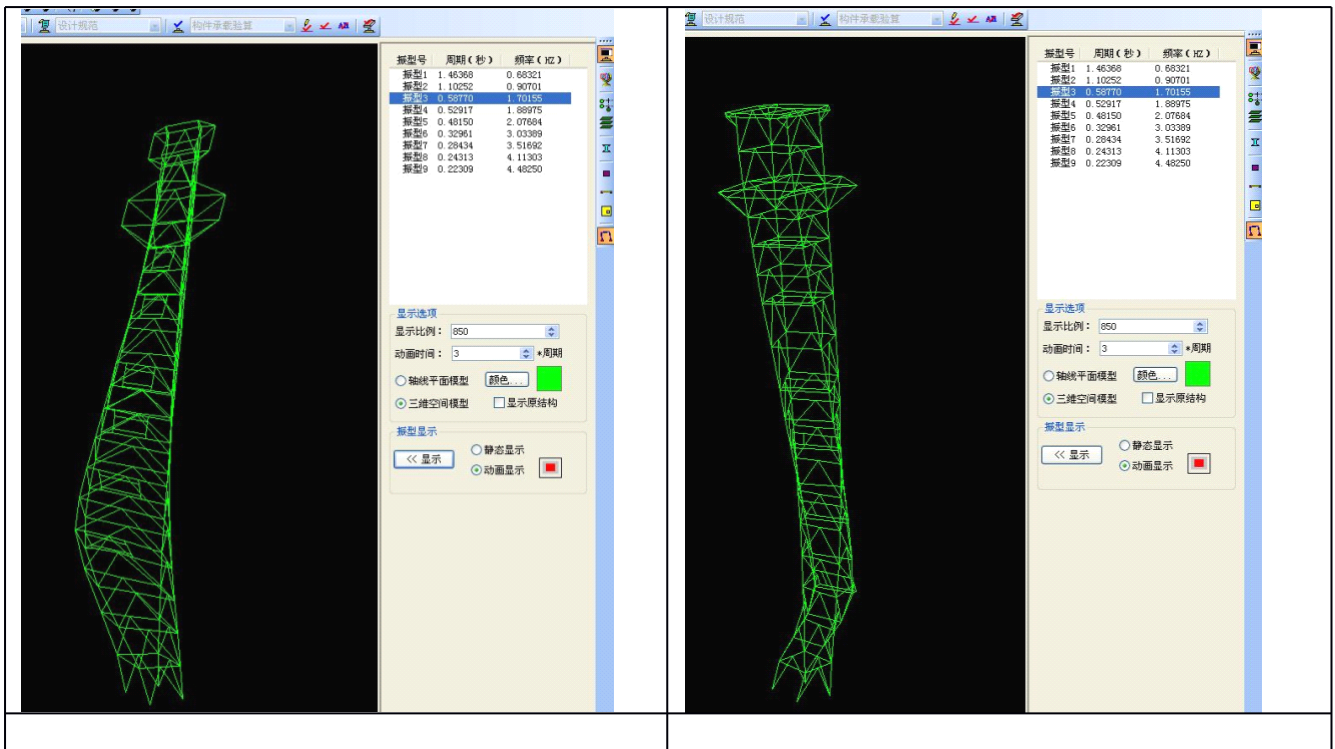 设计规范 构件承载验算
振型号 周期(秒) 频率(HZ)
振型1 1.46368 0.68321
振型2 1.10252 0.90701
振型3 0.58770 1.70155
振型4 0.52917 1.88975
振型5 0.48150 2.07684
振型6 0.32961 3.03389
振型7 0.28434 3.51692
振型8 0.24313 4.11303
振型9 0.22309 4.48250
显示选项
显示比例: 850
动画时间: 3 *周期
轴线平面模型 颜色...
三维空间模型 显示原结构
振型显示
<< 显示
静态显示
动画显示
设计规范 构件承载验算
振型号 周期(秒) 频率(HZ)
振型1 1.46368 0.68321
振型2 1.10252 0.90701
振型3 0.58770 1.70155
振型4 0.52917 1.88975
振型5 0.48150 2.07684
振型6 0.32961 3.03389
振型7 0.28434 3.51692
振型8 0.24313 4.11303
振型9 0.22309 4.48250
显示选项
显示比例: 850
动画时间: 3 *周期
轴线平面模型 颜色...
三维空间模型 显示原结构
振型显示
<< 显示
静态显示
动画显示